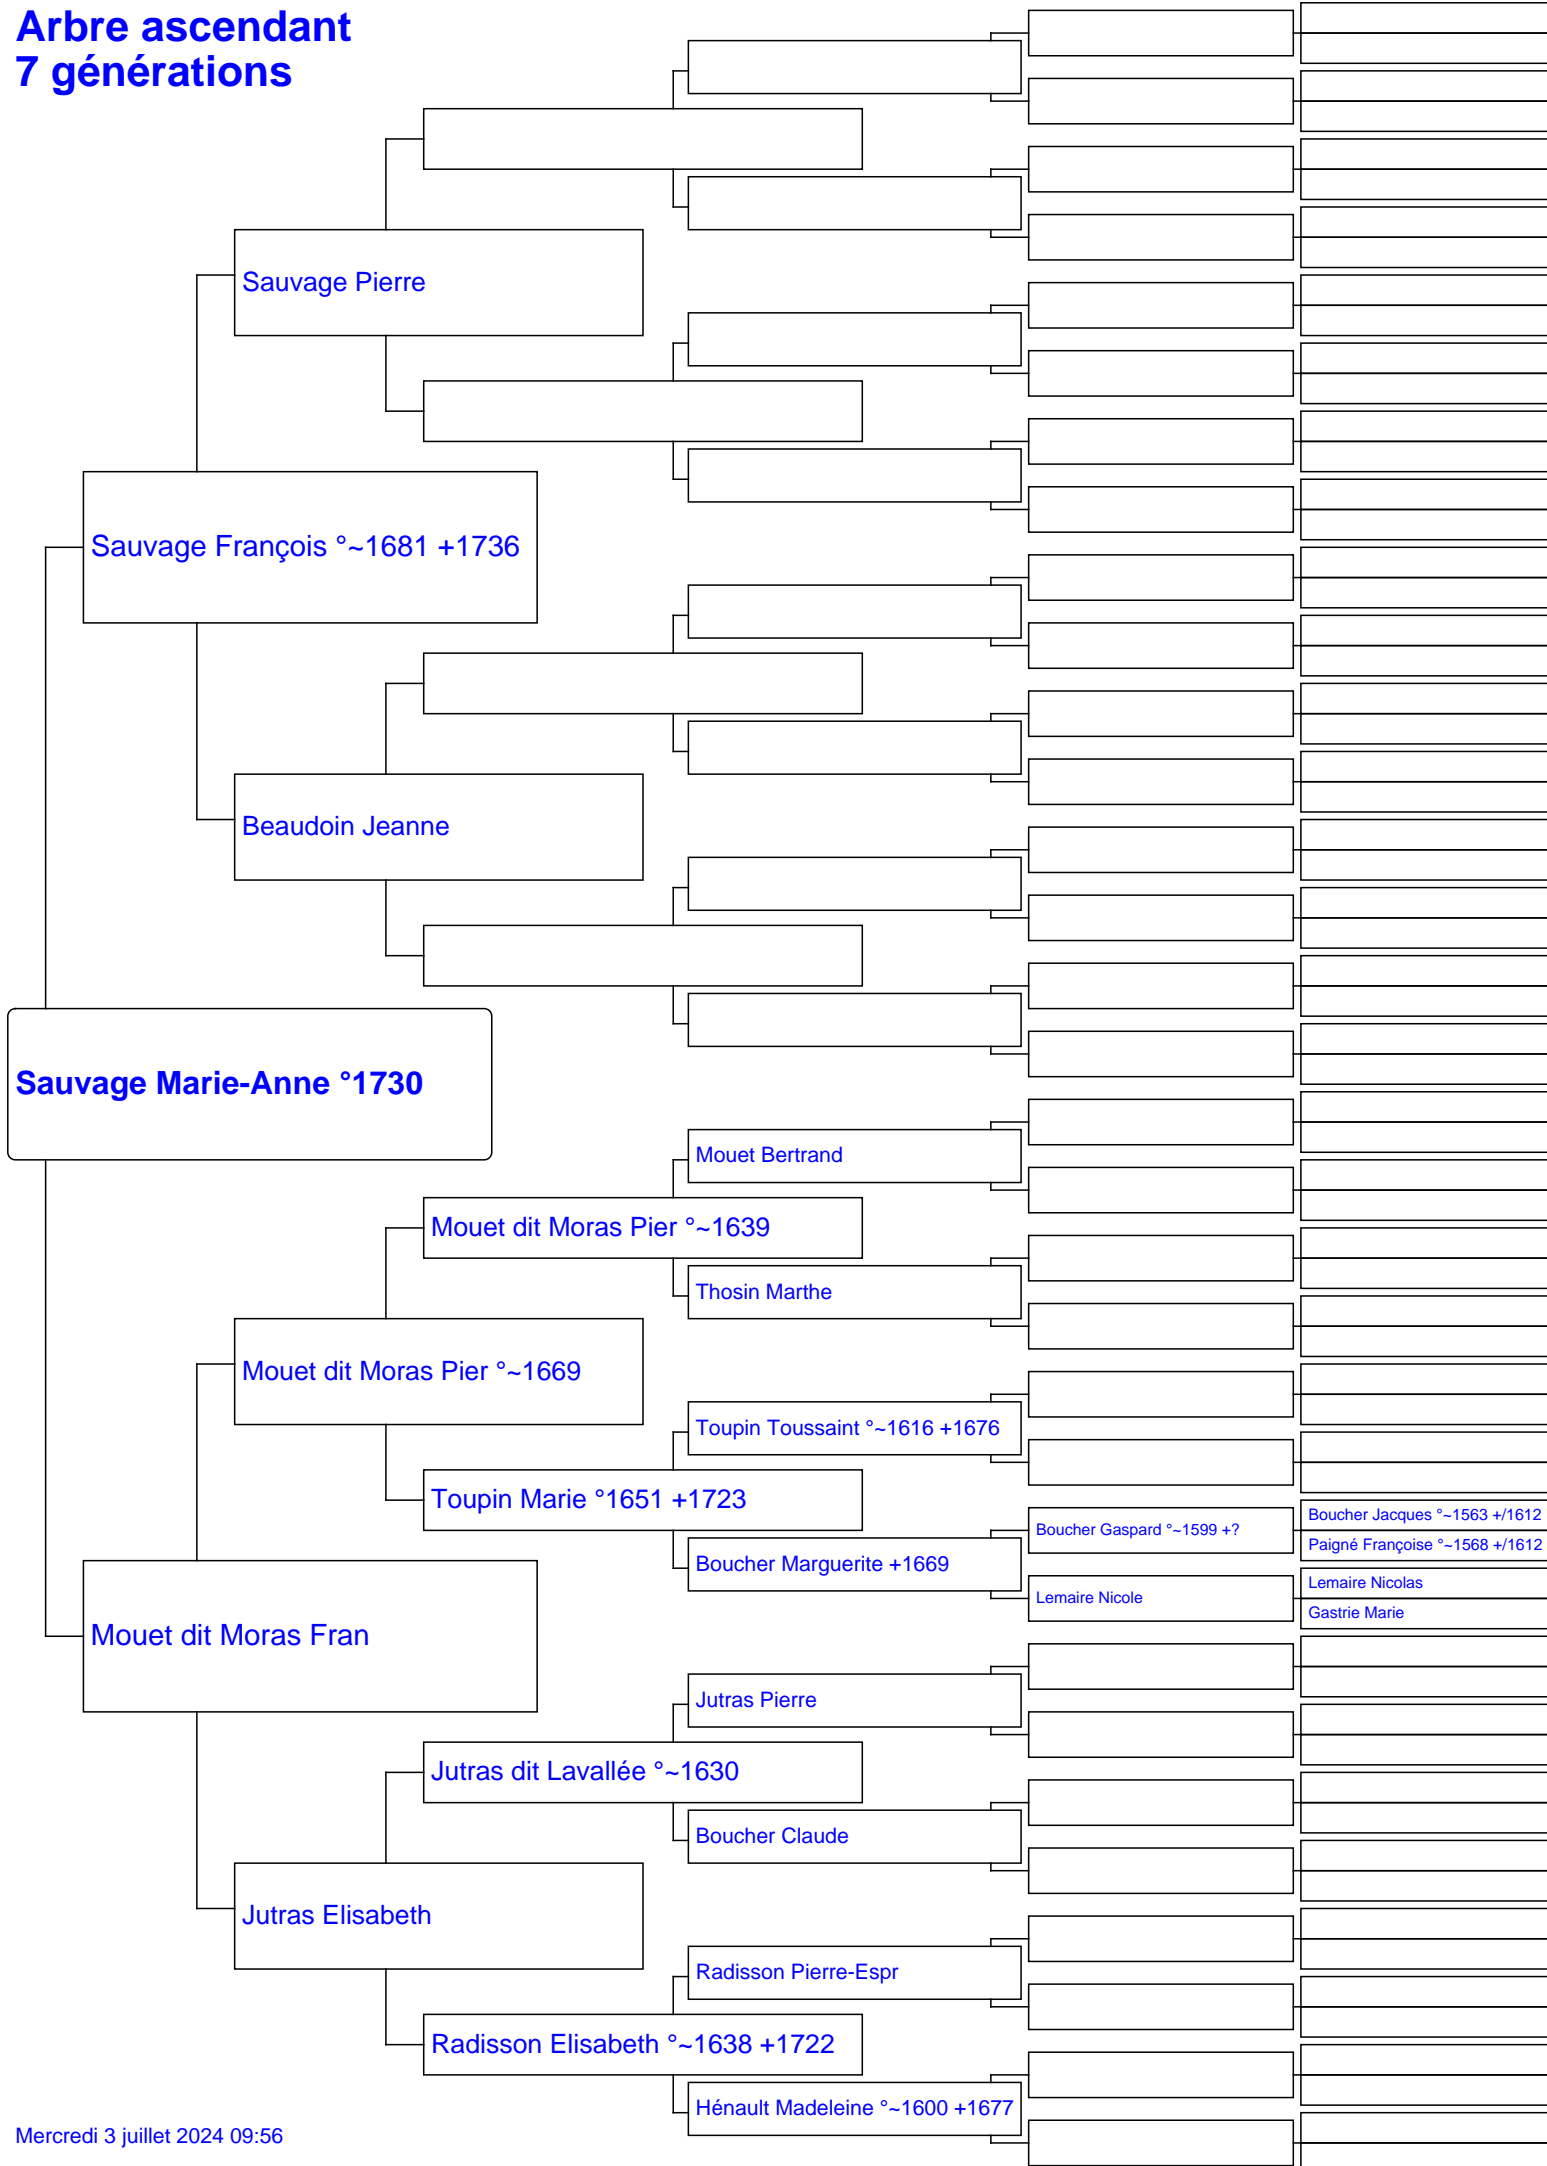 Arbre ascendant
7 générations
Sauvage Pierre
Sauvage François °~1681 +1736
Beaudoin Jeanne
Sauvage Marie-Anne °1730
Mouet Bertrand
Mouet dit Moras Pier °~1639
Thosin Marthe
Mouet dit Moras Pier °~1669
Toupin Toussaint °~1616 +1676
Toupin Marie °1651 +1723
Boucher Jacques °~1563 +/1612
Boucher Gaspard °~1599 +?
Paigné Françoise °~1568 +/1612
Boucher Marguerite +1669
Lemaire Nicolas
Lemaire Nicole
Gastrie Marie
Mouet dit Moras Fran
Jutras Pierre
Jutras dit Lavallée °~1630
Boucher Claude
Jutras Elisabeth
Radisson Pierre-Espr
Radisson Elisabeth °~1638 +1722
Hénault Madeleine °~1600 +1677
Mercredi 3 juillet 2024 09:56